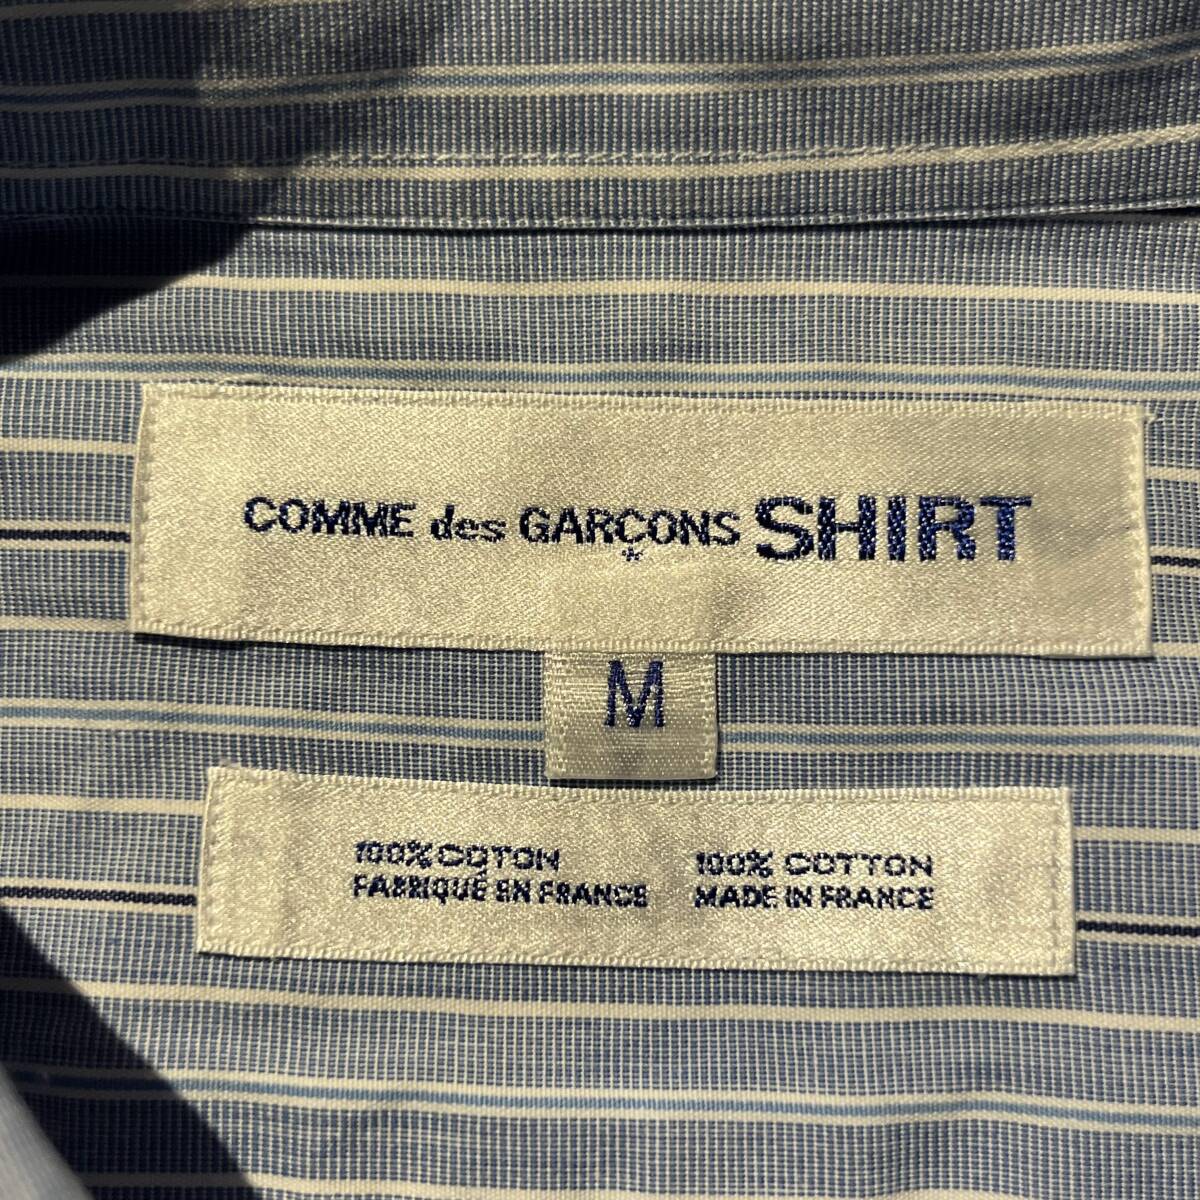 COMME des GARÇONS SHIRT
M
100% COTON
FABRIQUÉ EN FRANCE
100% COTTON
MADE IN FRANCE